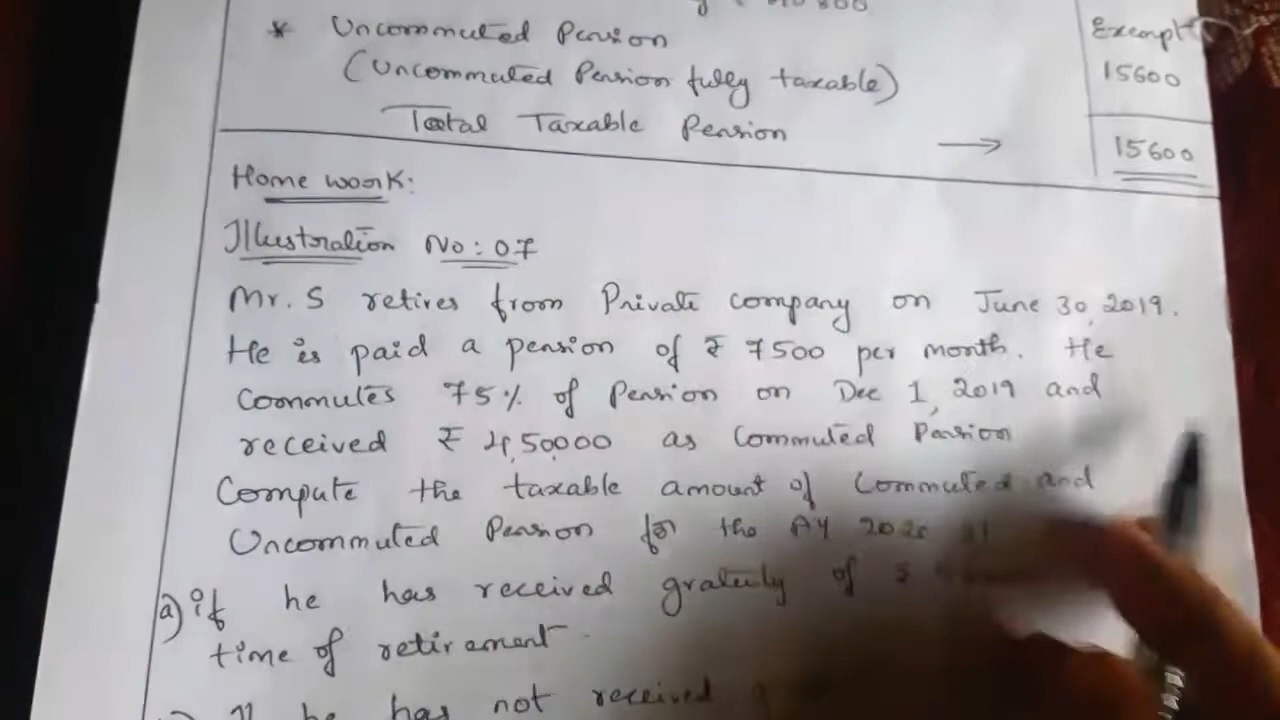 * Uncommuted Pension
(Uncommuted Pension fully taxable)
Total Taxable Pension →
Exempt
15600
15600
Home work:
Illustration No: 07
Mr. S retires from Private company on June 30, 2019.
He is paid a pension of ₹ 7500 per month. He
Commutes 75% of Pension on Dec 1, 2019 and
received ₹ 4,50,000 as Commuted Pension
Compute the taxable amount of Commuted and
Uncommuted Pension for the AY
a) if he has received gratuity of ₹
time of retirement.
he has not received